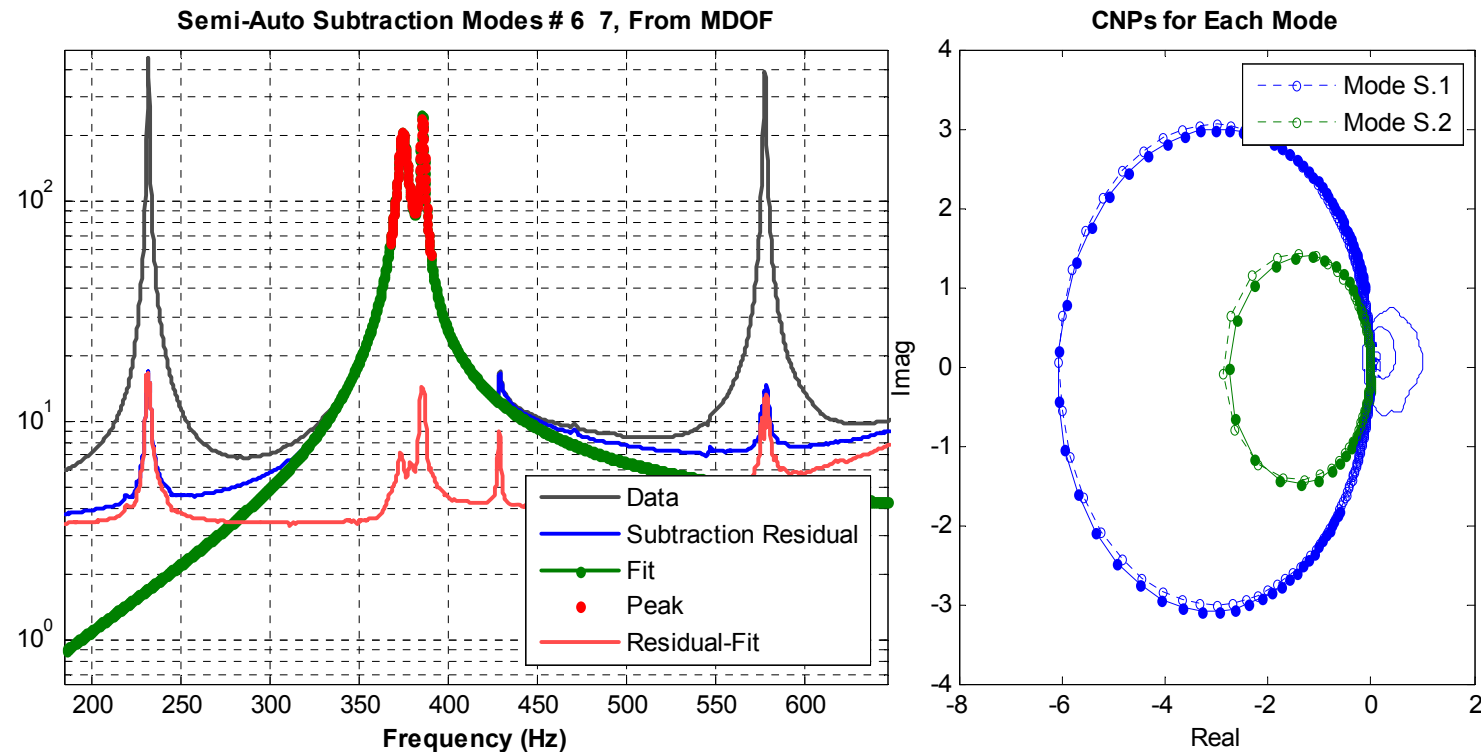 Semi-Auto Subtraction Modes # 6 7, From MDOF
10^2
10^1
10^0
200 250 300 350 400 450 500 550 600
Frequency (Hz)
Data
Subtraction Residual
Fit
Peak
Residual-Fit
CNPs for Each Mode
4
3
2
1
0
-1
-2
-3
-4
Imag
-8 -6 -4 -2 0 2
Real
Mode S.1
Mode S.2